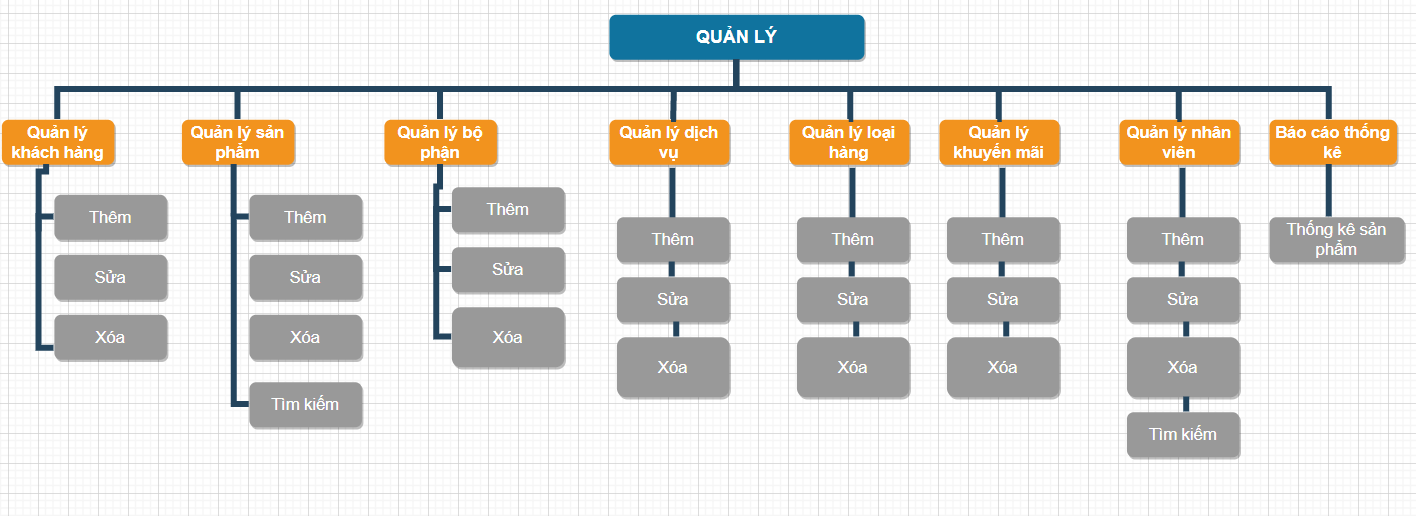 QUẢN LÝ
Quản lý
khách hàng
Thêm
Sửa
Xóa
Quản lý sản
phẩm
Thêm
Sửa
Xóa
Tìm kiếm
Quản lý bộ
phận
Thêm
Sửa
Xóa
Quản lý dịch
vụ
Thêm
Sửa
Xóa
Quản lý loại
hàng
Thêm
Sửa
Xóa
Quản lý
khuyến mãi
Thêm
Sửa
Xóa
Quản lý nhân
viên
Thêm
Sửa
Xóa
Tìm kiếm
Báo cáo thống
kê
Thống kê sản
phẩm